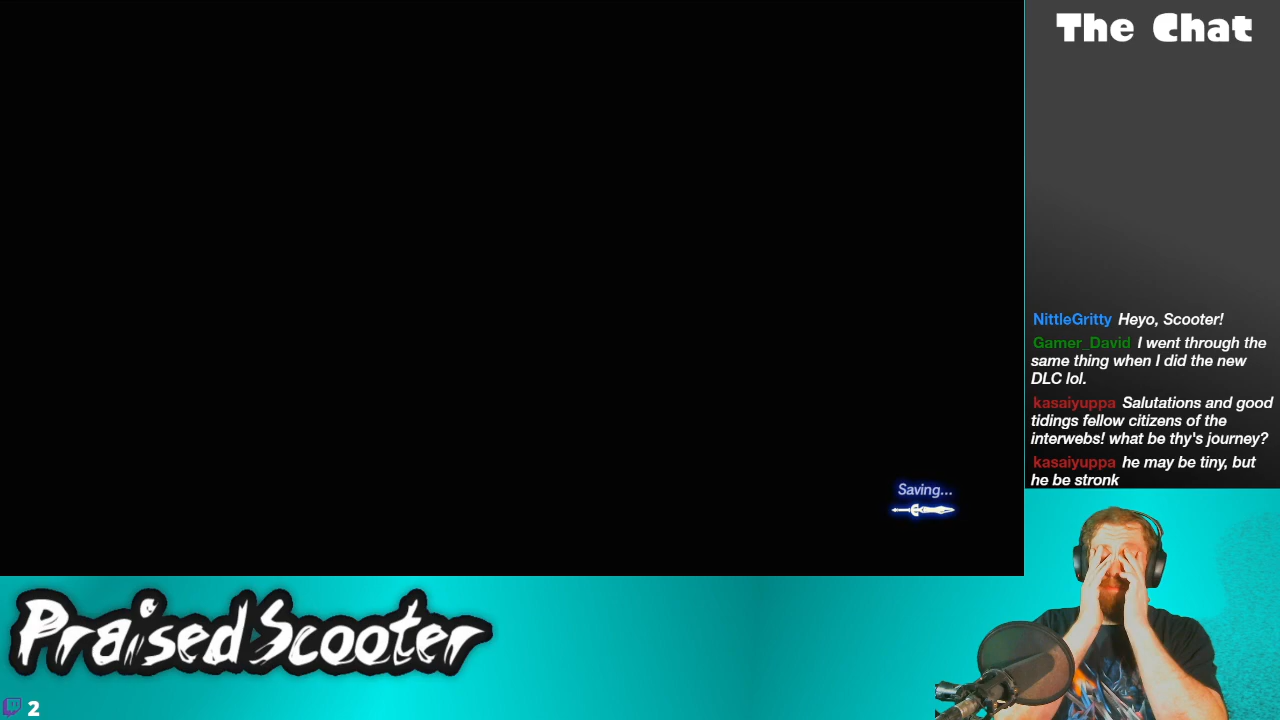 The Chat
NittleGritty Heyo, Scooter!
Gamer_David I went through the
same thing when I did the new
DLC lol.
kasaiyuppa Salutations and good
tidings fellow citizens of the
interwebs! what be thy's journey?
kasaiyuppa he may be tiny, but
he be stronk
Saving...
PraisedScooter
2